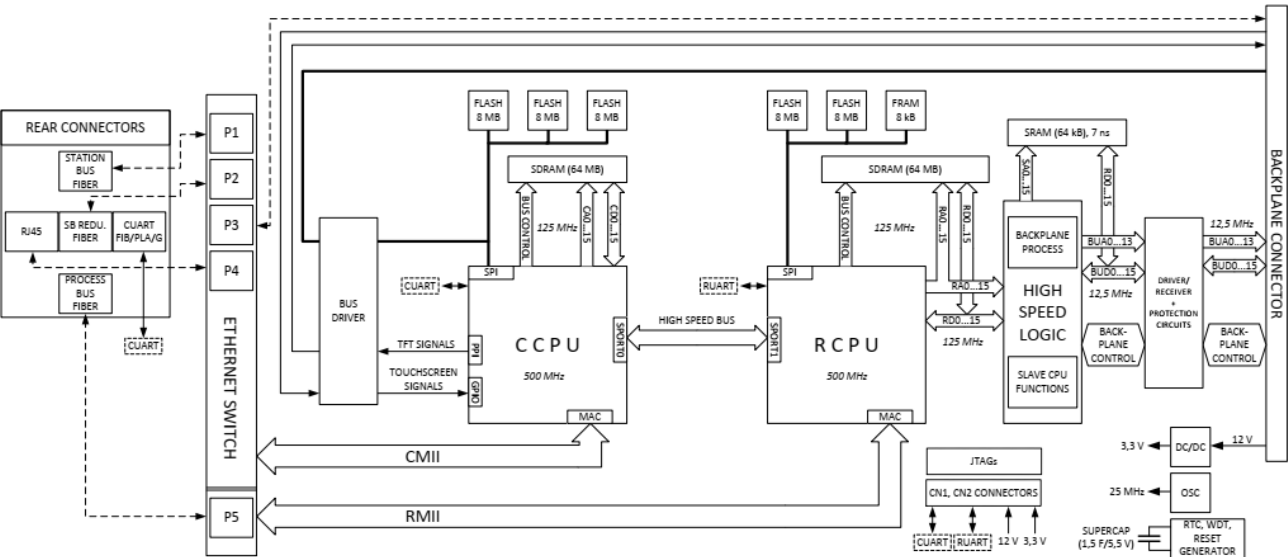 REAR CONNECTORS
STATION
BUS
FIBER
RJ45
SB REDU.
FIBER
CUART
FIB/PLA/G
PROCESS
BUS
FIBER
CUART
P1
P2
P3
P4
ETHERNET SWITCH
P5
BUS
DRIVER
FLASH
8 MB
FLASH
8 MB
FLASH
8 MB
SDRAM (64 MB)
BUS CONTROL
125 MHz
CA0...15
CD0...15
CUART
SPI
TFT SIGNALS
PPI
TOUCHSCREEN
SIGNALS
GPIO
CCPU
500 MHz
SPORT0
MAC
HIGH SPEED BUS
CMII
RMII
FLASH
8 MB
FLASH
8 MB
FRAM
8 kB
SDRAM (64 MB)
BUS CONTROL
125 MHz
RA0...15
RD0...15
RUART
SPI
SPORT1
RCPU
500 MHz
MAC
RA0...15
RD0...15
125 MHz
SRAM (64 kB), 7 ns
SA0...15
RD0...15
BACKPLANE
PROCESS
HIGH
SPEED
LOGIC
SLAVE CPU
FUNCTIONS
BUA0...13
BUD0...15
12,5 MHz
BACK-
PLANE
CONTROL
DRIVER/
RECEIVER
+
PROTECTION
CIRCUITS
12,5 MHz
BUA0...13
BUD0...15
BACK-
PLANE
CONTROL
BACKPLANE CONNECTOR
JTAGs
CN1, CN2 CONNECTORS
CUART
RUART
12 V
3,3 V
3,3 V
DC/DC
12 V
25 MHz
OSC
SUPERCAP
(1,5 F/5,5 V)
RTC, WDT,
RESET
GENERATOR